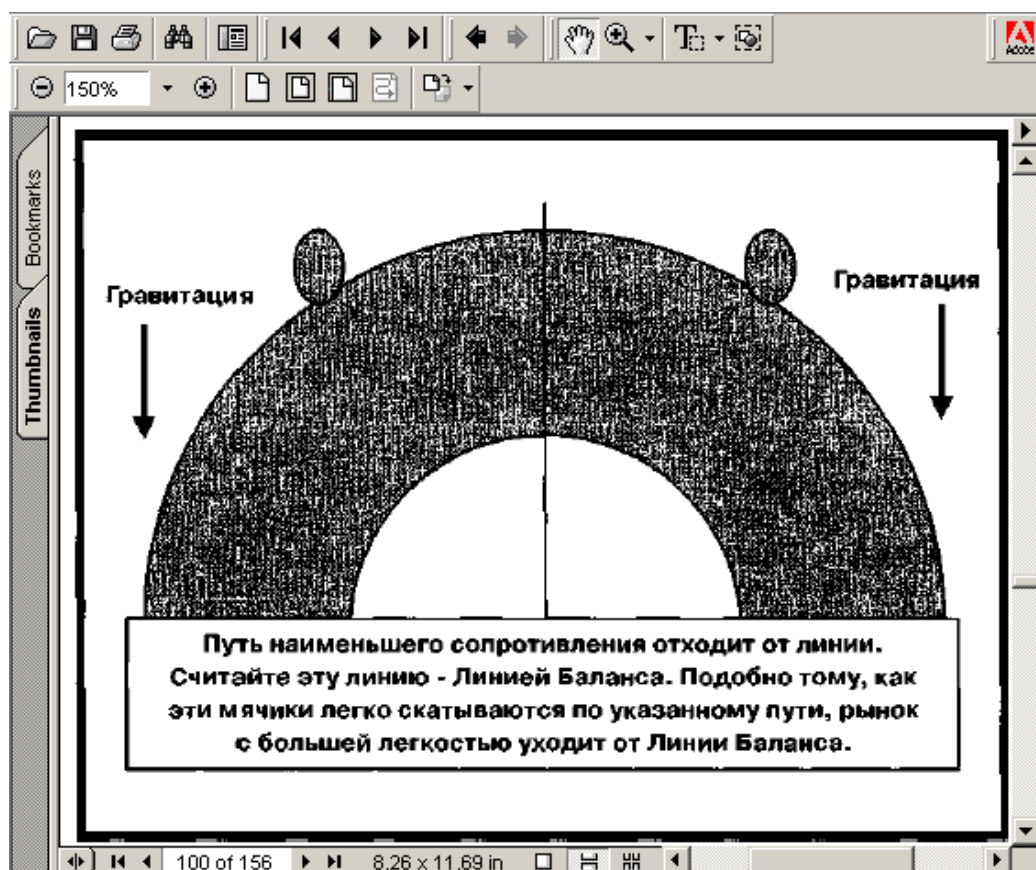 Adobe
150%
Bookmarks
Thumbnails
Гравитация
Гравитация
Путь наименьшего сопротивления отходит от линии.
Считайте эту линию - Линией Баланса. Подобно тому, как
эти мячики легко скатываются по указанному пути, рынок
с большей легкостью уходит от Линии Баланса.
100 of 156
8,26 x 11,69 in